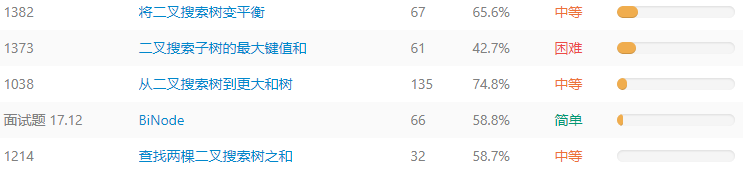 1382 将二叉搜索树变平衡 67 65.6% 中等
1373 二叉搜索子树的最大键值和 61 42.7% 困难
1038 从二叉搜索树到更大和树 135 74.8% 中等
面试题 17.12 BiNode 66 58.8% 简单
1214 查找两棵二叉搜索树之和 32 58.7% 中等